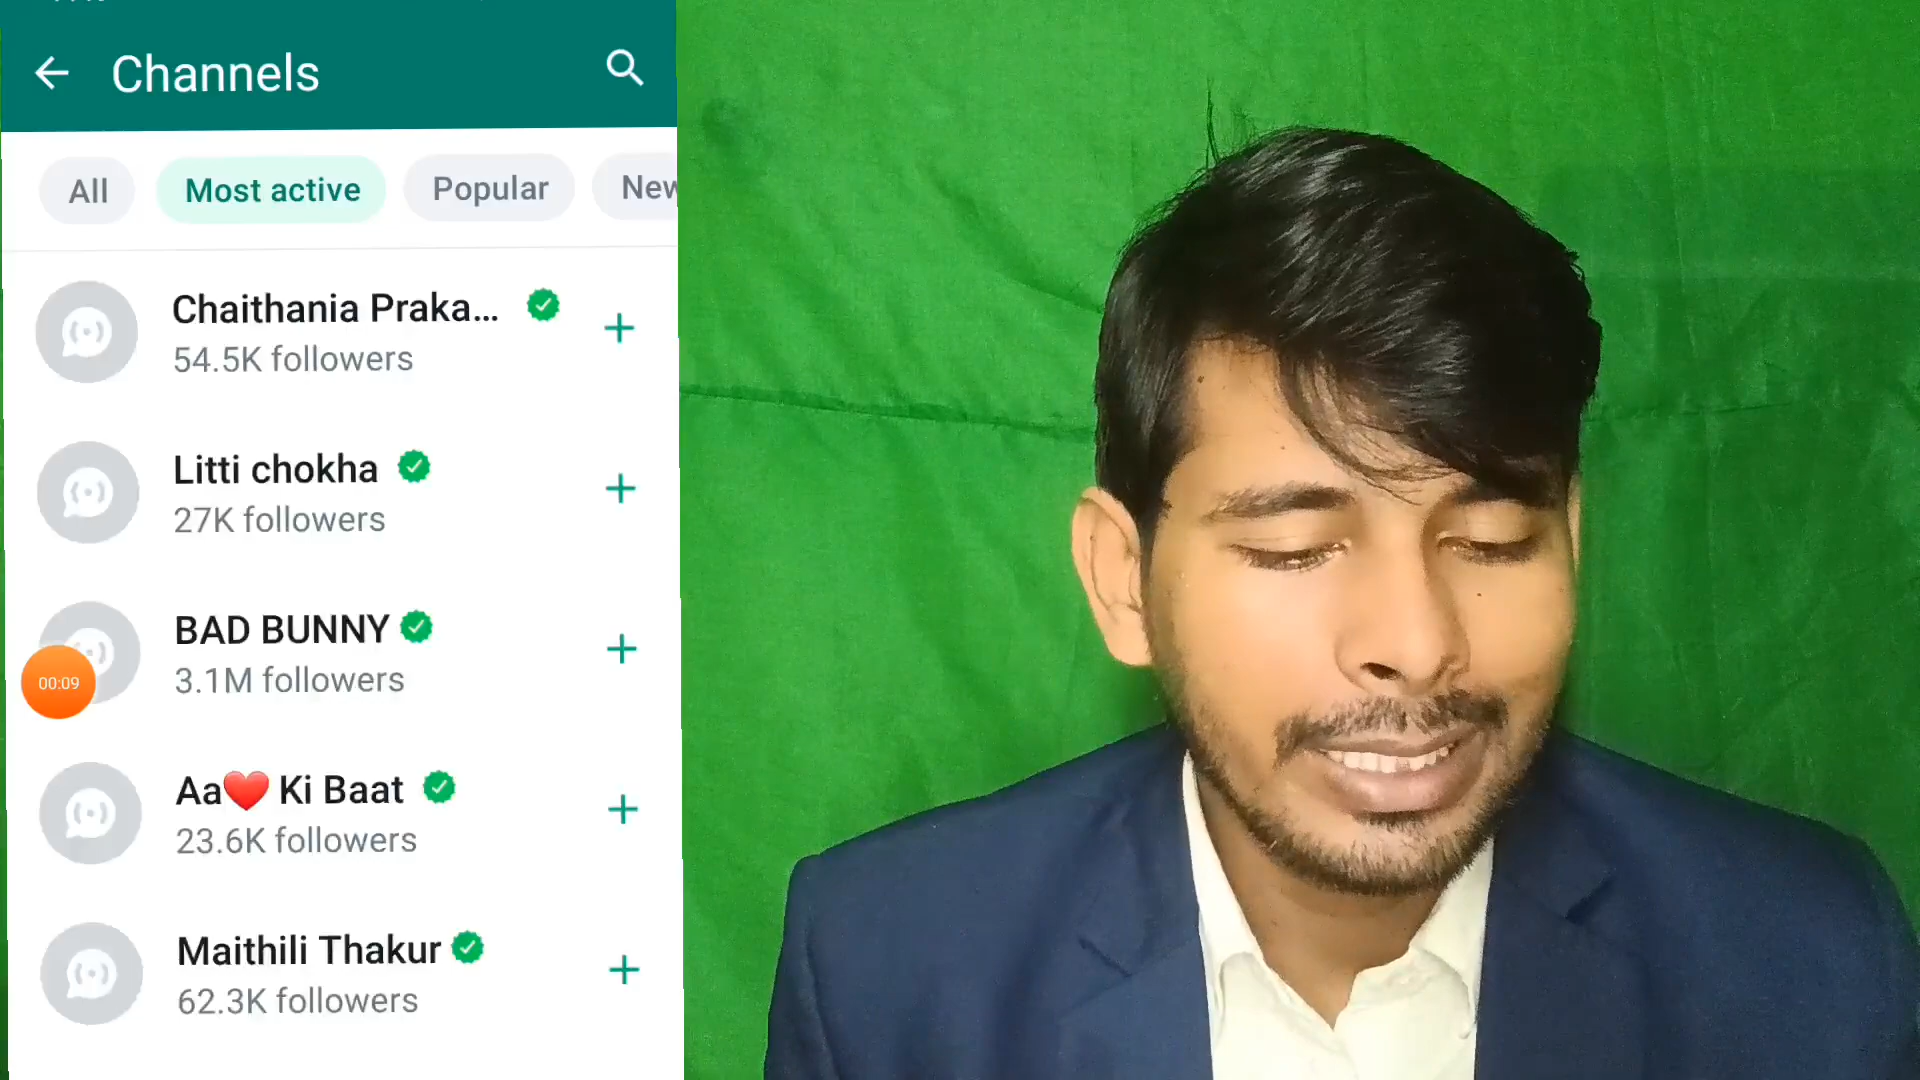 Channels
All
Most active
Popular
New
Chaithania Praka...
54.5K followers
Litti chokha
27K followers
BAD BUNNY
3.1M followers
00:09
Aa❤️ Ki Baat
23.6K followers
Maithili Thakur
62.3K followers